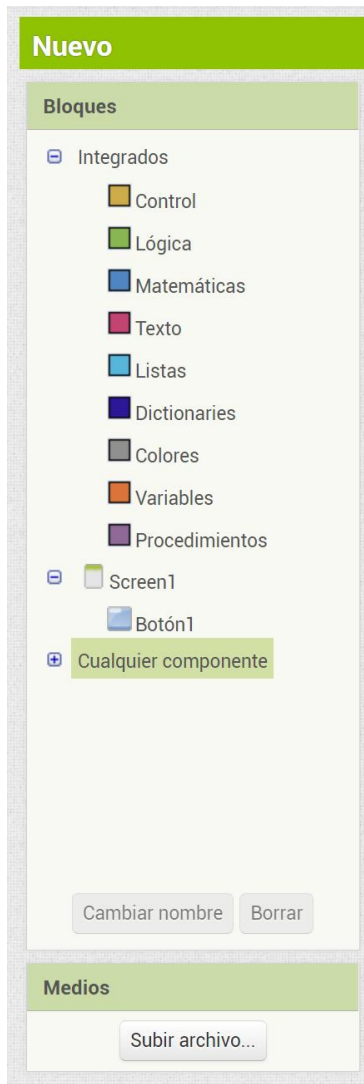 Nuevo
Bloques
Integrados
Control
Lógica
Matemáticas
Texto
Listas
Dictionaries
Colores
Variables
Procedimientos
Screen1
Botón1
Cualquier componente
Cambiar nombre Borrar
Medios
Subir archivo...